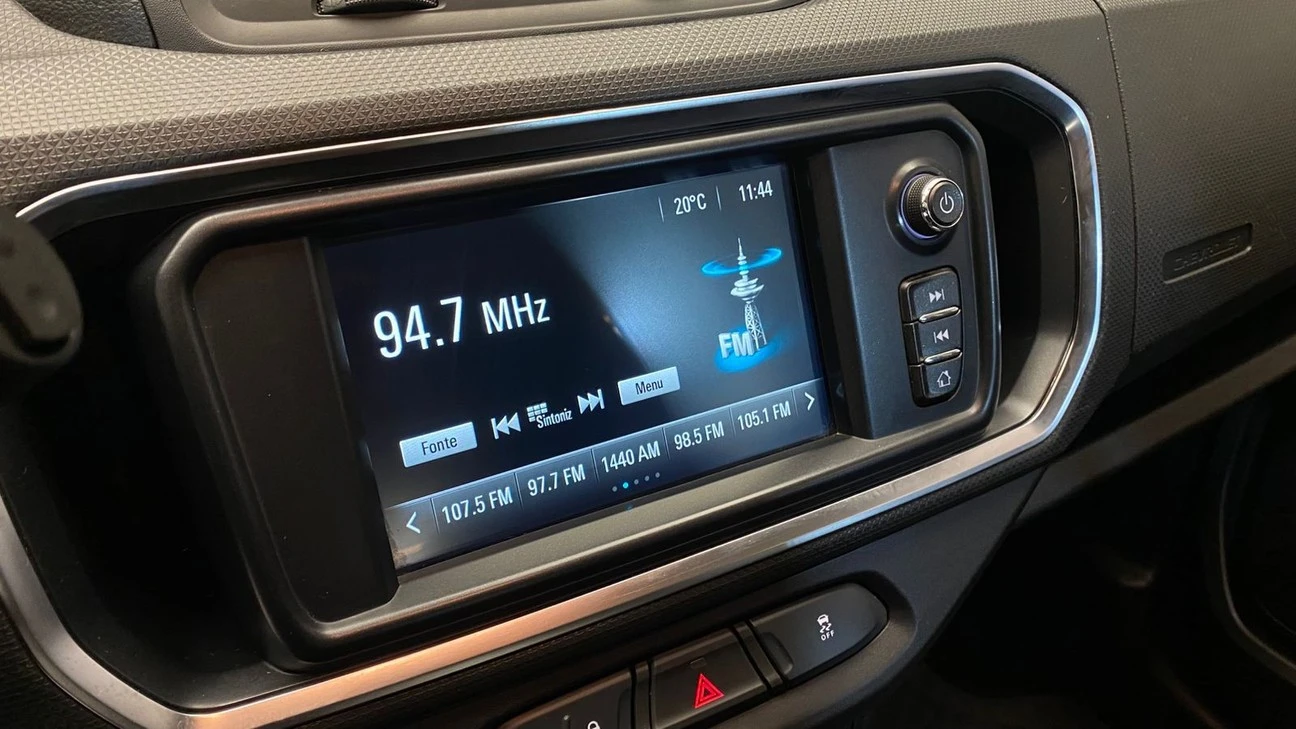 20°C 11:44
94.7 MHz
FM
Fonte Sintoniz Menu
107.5 FM 97.7 FM 1440 AM 98.5 FM 105.1 FM
CHEVROLET
OFF